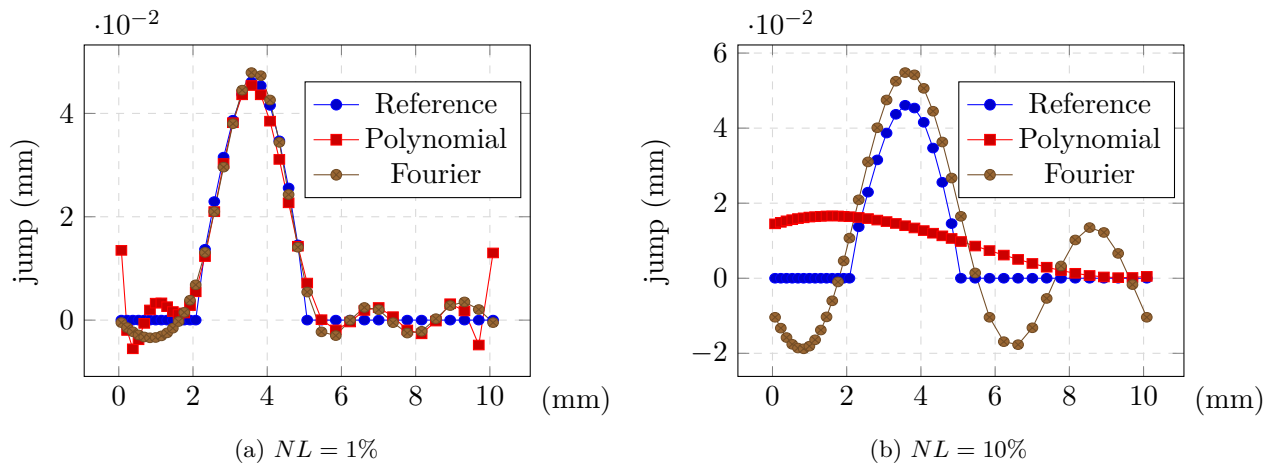 ·10⁻²
jump (mm)
4
2
0
Reference
Polynomial
Fourier
0 2 4 6 8 10 (mm)
(a) NL = 1%
·10⁻²
jump (mm)
6
4
2
0
−2
Reference
Polynomial
Fourier
0 2 4 6 8 10 (mm)
(b) NL = 10%